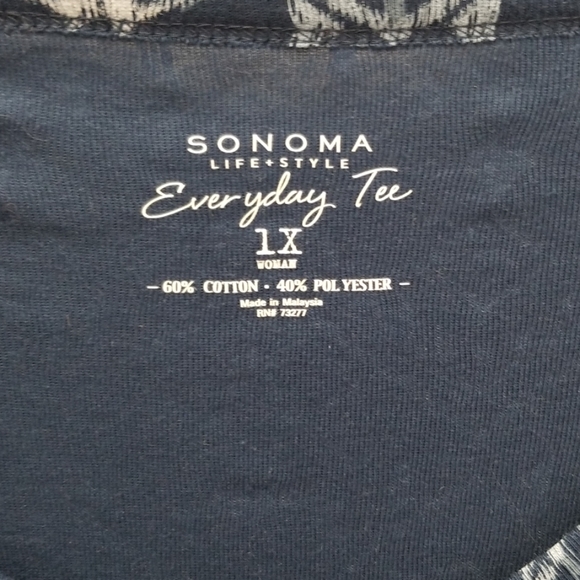 SONOMA
LIFE+STYLE
Everyday Tee
1X
WOMAN
- 60% COTTON • 40% POLYESTER -
Made in Malaysia
RN# 73277